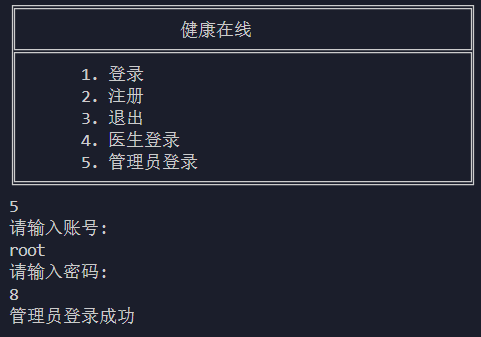 健康在线
1. 登录
2. 注册
3. 退出
4. 医生登录
5. 管理员登录
5
请输入账号:
root
请输入密码:
8
管理员登录成功